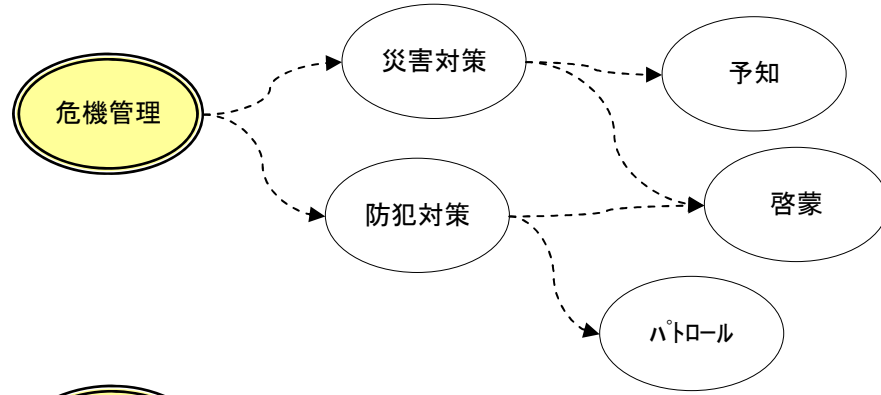 災害対策
予知
危機管理
防犯対策
啓蒙
ﾊﾟﾄﾛｰﾙ